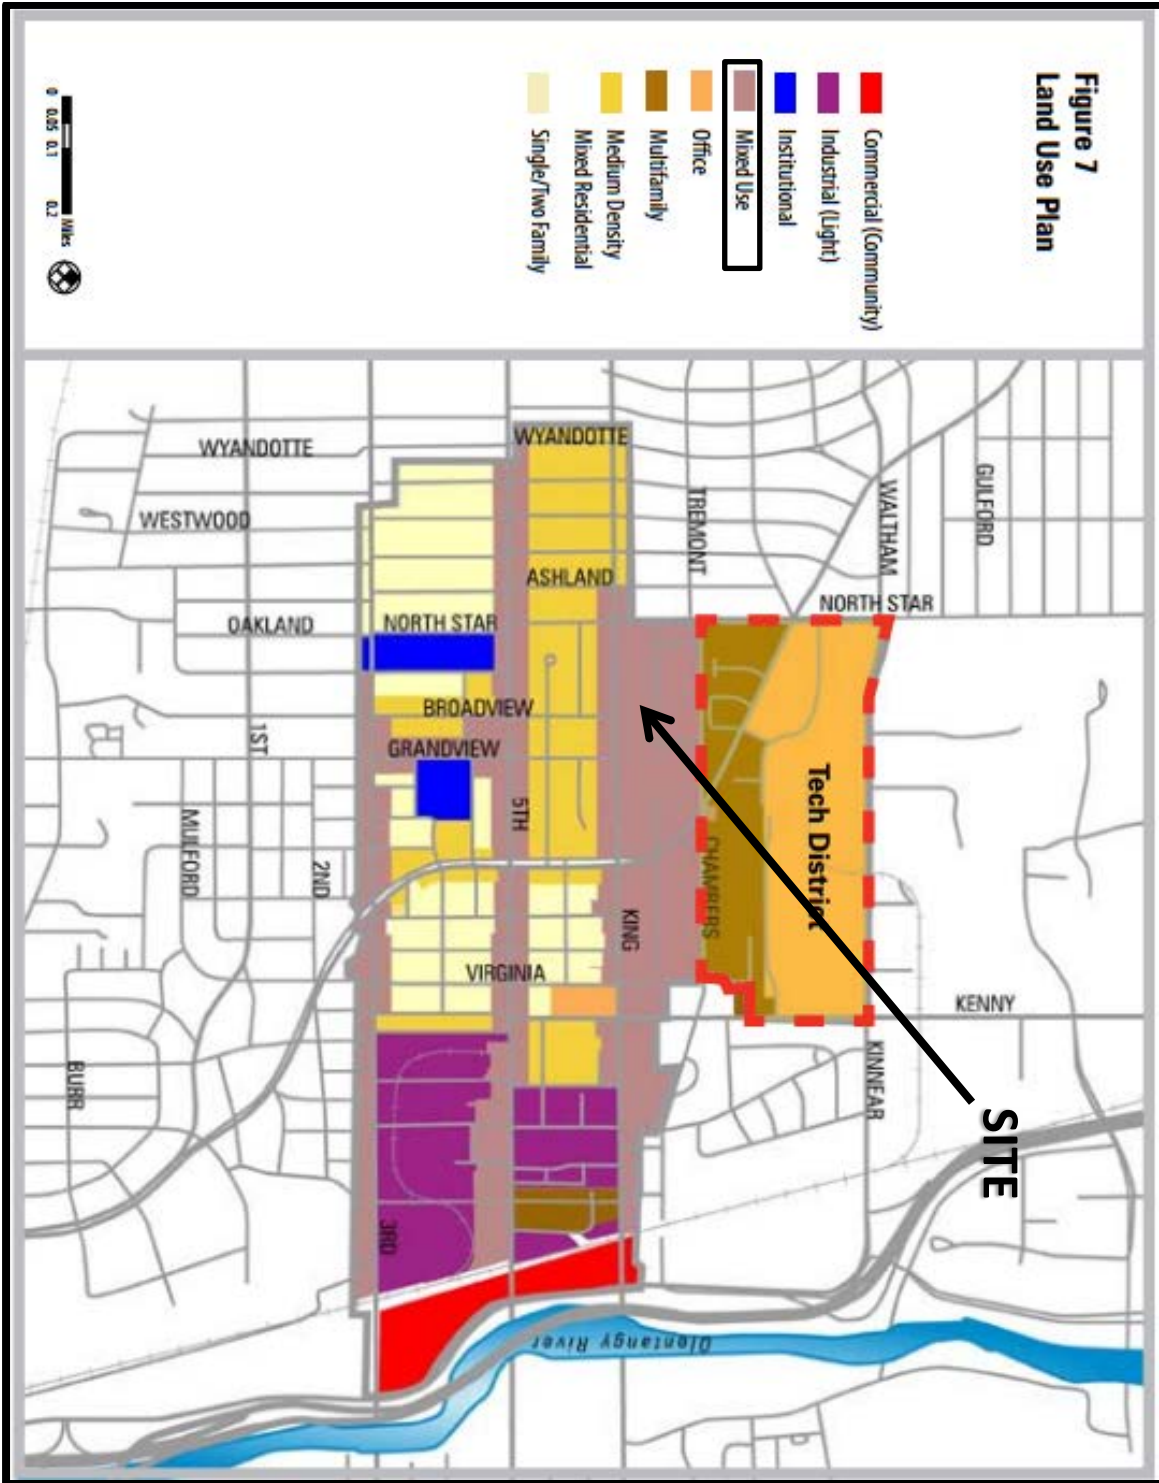 Figure 7
Land Use Plan
Commercial (Community)
Industrial (Light)
Institutional
Mixed Use
Office
Multifamily
Medium Density
Mixed Residential
Single/Two Family
0 0.05 0.1 0.2 Miles
GULFORD
WALTHAM
NORTH STAR
TREMONT
Tech District
KENNY
KINNEAR
SITE
CHAMBERS
KING
WYANDOTTE
ASHLAND
5TH
VIRGINIA
NORTH STAR
BROADVIEW
GRANDVIEW
3RD
WYANDOTTE
WESTWOOD
OAKLAND
1ST
2ND
MULFORD
BURR
Olentangy River